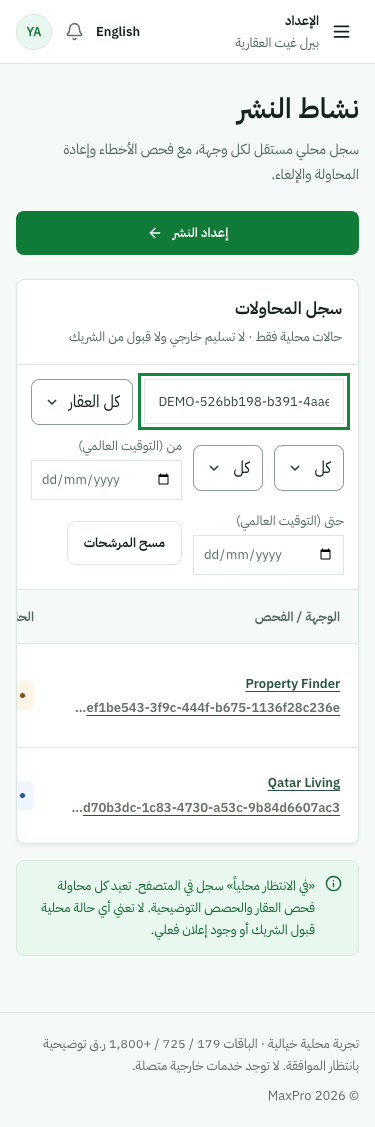 الإعداد
بيرل غيت العقارية
English
YA
نشاط النشر
سجل محلي مستقل لكل وجهة، مع فحص الأخطاء وإعادة
المحاولة والإلغاء.
إعداد النشر
سجل المحاولات
حالات محلية فقط · لا تسليم خارجي ولا قبول من الشريك
DEMO-526bb198-b391-4aae
كل العقار
كل
كل
من (التوقيت العالمي)
dd/mm/yyyy
حتى (التوقيت العالمي)
dd/mm/yyyy
مسح المرشحات
الوجهة / الفحص
الحا
Property Finder
ef1be543-3f9c-444f-b675-1136f28c236e...
Qatar Living
d70b3dc-1c83-4730-a53c-9b84d6607ac3...
«في الانتظار محلياً» سجل في المتصفح. تعيد كل محاولة
فحص العقار والحصص التوضيحية. لا تعني أي حالة محلية
قبول الشريك أو وجود إعلان فعلي.
تجربة محلية خيالية · الباقات 179 / 725 / +1,800 ر.ق توضيحية
بانتظار الموافقة. لا توجد خدمات خارجية متصلة.
© 2026 MaxPro